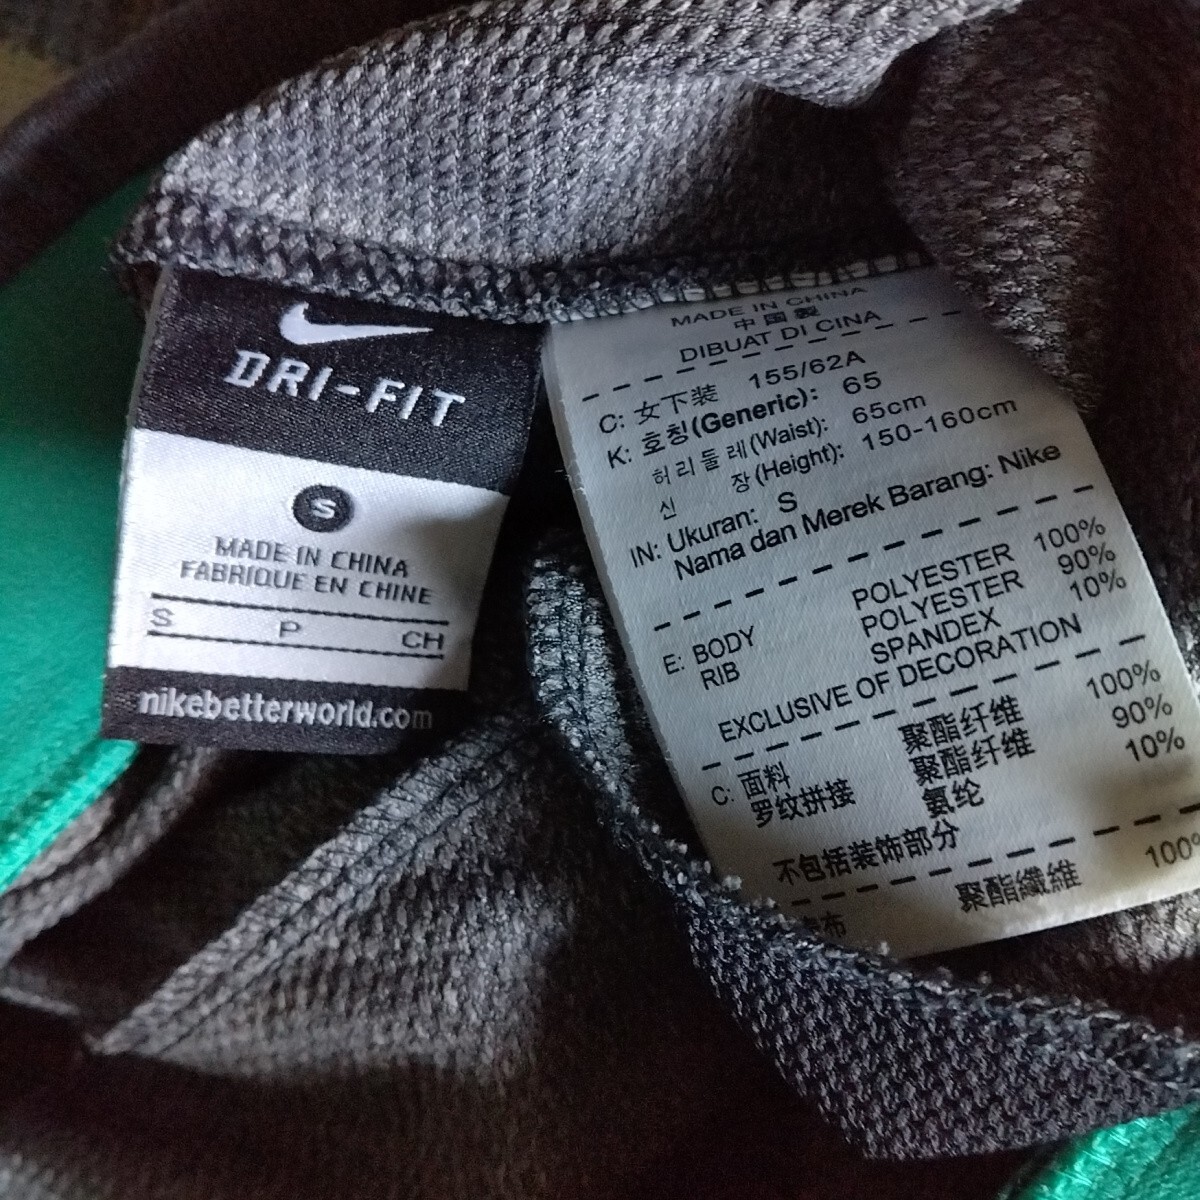 DRI-FIT
S
MADE IN CHINA
FABRIQUE EN CHINE
S P CH
nikebetterworld.com
MADE IN CHINA
中国製
DIBUAT DI CINA
C: 女下装 155/62A
K: 호칭(Generic): 65
허리둘레(Waist): 65cm
신 장(Height): 150-160cm
IN: Ukuran: S
Nama dan Merek Barang: Nike
E: BODY POLYESTER 100%
RIB POLYESTER 90%
SPANDEX 10%
EXCLUSIVE OF DECORATION
C: 面料 聚酯纤维 100%
罗纹拼接 聚酯纤维 90%
氨纶 10%
不包括装饰部分
布 聚酯纖維 100%